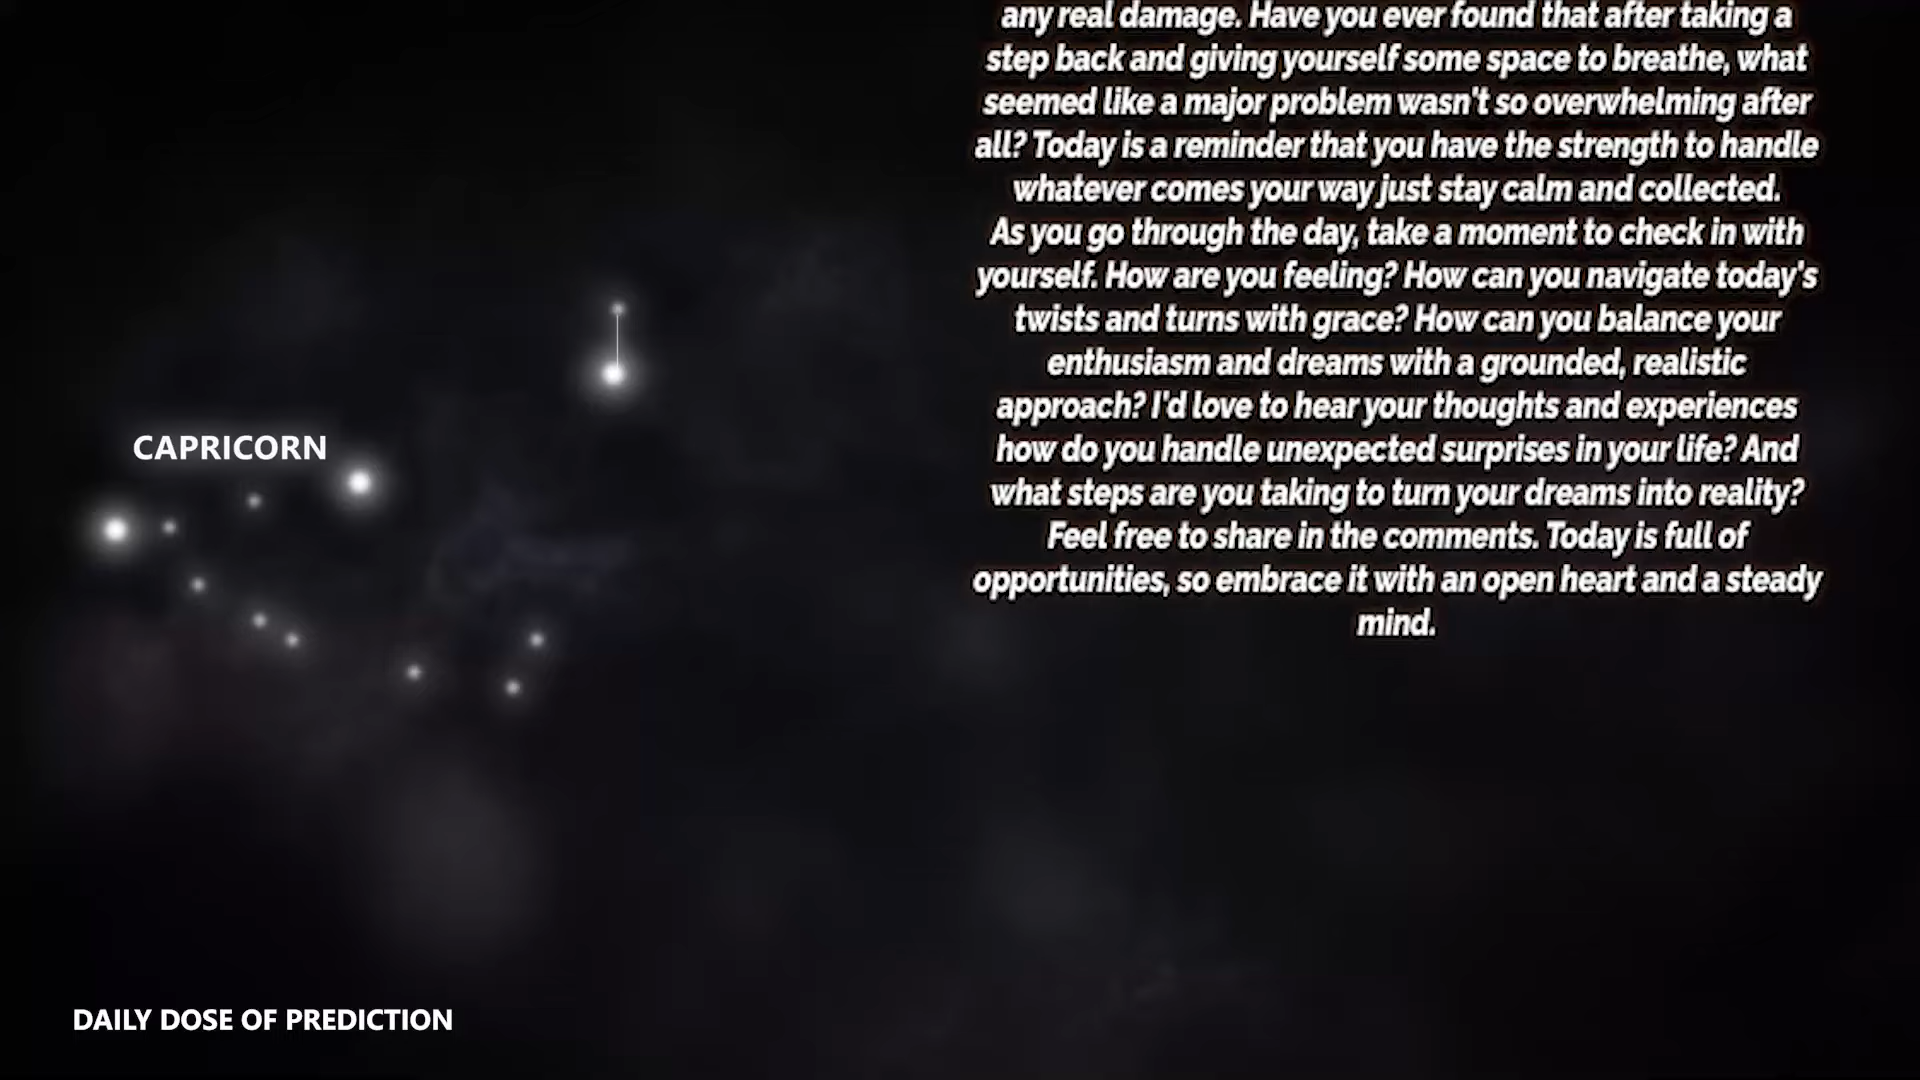 any real damage. Have you ever found that after taking a
step back and giving yourself some space to breathe, what
seemed like a major problem wasn't so overwhelming after
all? Today is a reminder that you have the strength to handle
whatever comes your way just stay calm and collected.
As you go through the day, take a moment to check in with
yourself. How are you feeling? How can you navigate today's
twists and turns with grace? How can you balance your
enthusiasm and dreams with a grounded, realistic
approach? I'd love to hear your thoughts and experiences
how do you handle unexpected surprises in your life? And
what steps are you taking to turn your dreams into reality?
Feel free to share in the comments. Today is full of
opportunities, so embrace it with an open heart and a steady
mind.
CAPRICORN
DAILY DOSE OF PREDICTION